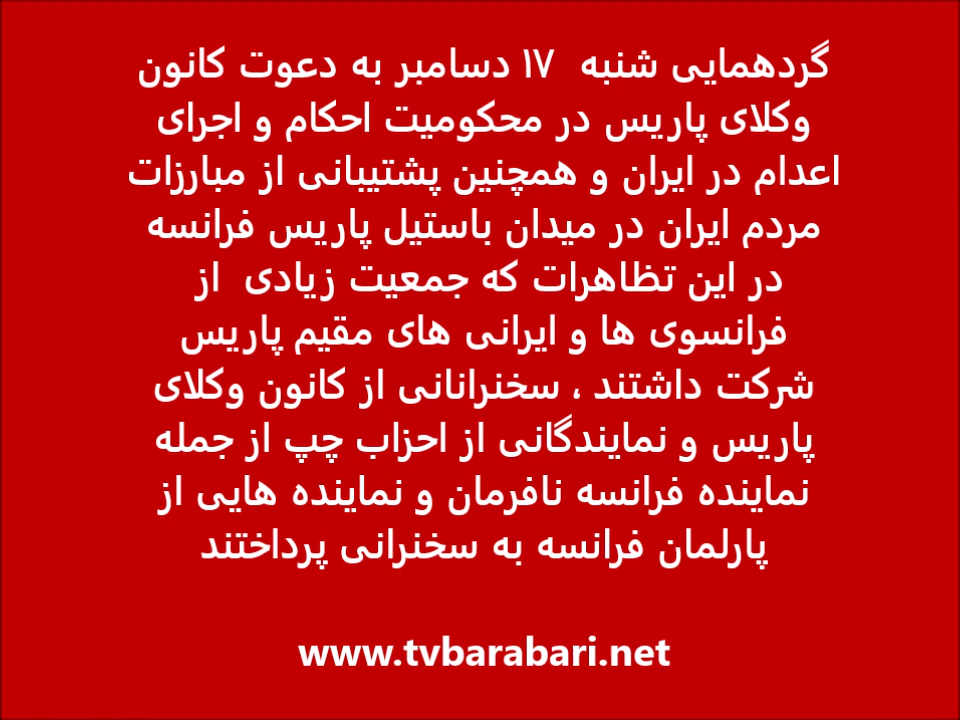 گردهمایی شنبه ۱۷ دسامبر به دعوت کانون
وکلای پاریس در محکومیت احکام و اجرای
اعدام در ایران و همچنین پشتیبانی از مبارزات
مردم ایران در میدان باستیل پاریس فرانسه
در این تظاهرات که جمعیت زیادی از
فرانسوی ها و ایرانی های مقیم پاریس
شرکت داشتند ، سخنرانانی از کانون وکلای
پاریس و نمایندگانی از احزاب چپ از جمله
نماینده فرانسه نافرمان و نماینده هایی از
پارلمان فرانسه به سخنرانی پرداختند
www.tvbarabari.net